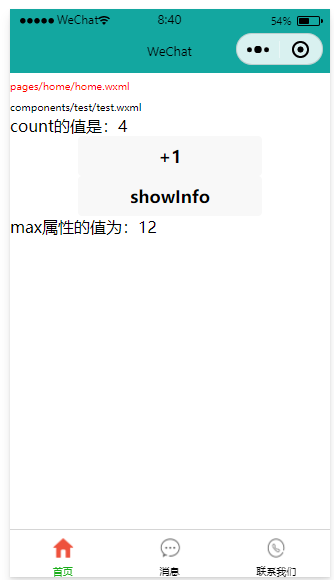 WeChat 8:40 54%
WeChat
pages/home/home.wxml
components/test/test.wxml
count的值是：4
+1
showInfo
max属性的值为：12
首页 消息 联系我们